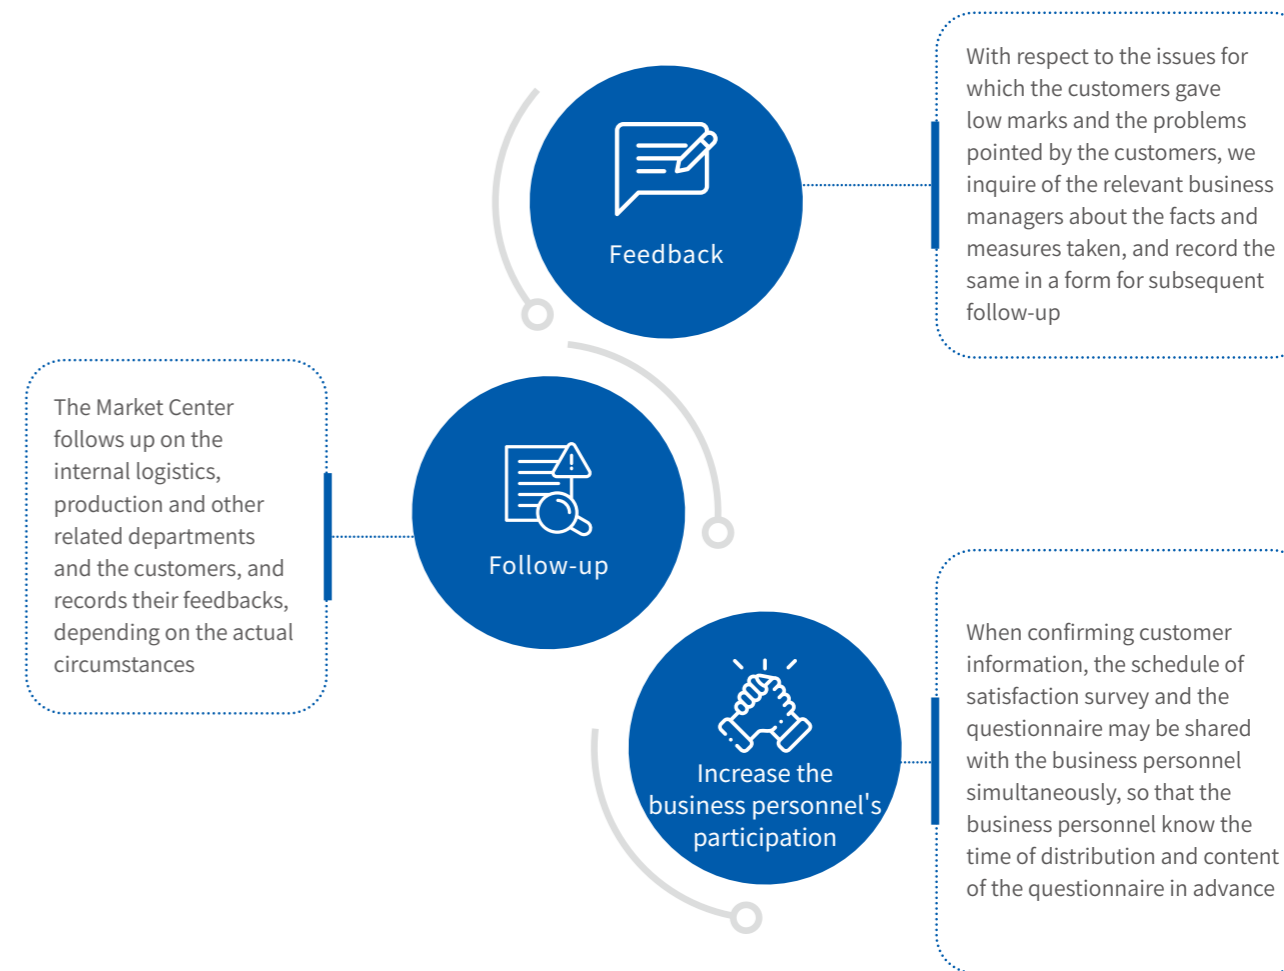 With respect to the issues for
which the customers gave
low marks and the problems
pointed by the customers, we
inquire of the relevant business
managers about the facts and
measures taken, and record the
same in a form for subsequent
follow-up
Feedback
The Market Center
follows up on the
internal logistics,
production and other
related departments
and the customers, and
records their feedbacks,
depending on the actual
circumstances
Follow-up
When confirming customer
information, the schedule of
satisfaction survey and the
questionnaire may be shared
with the business personnel
simultaneously, so that the
business personnel know the
time of distribution and content
of the questionnaire in advance
Increase the
business personnel's
participation